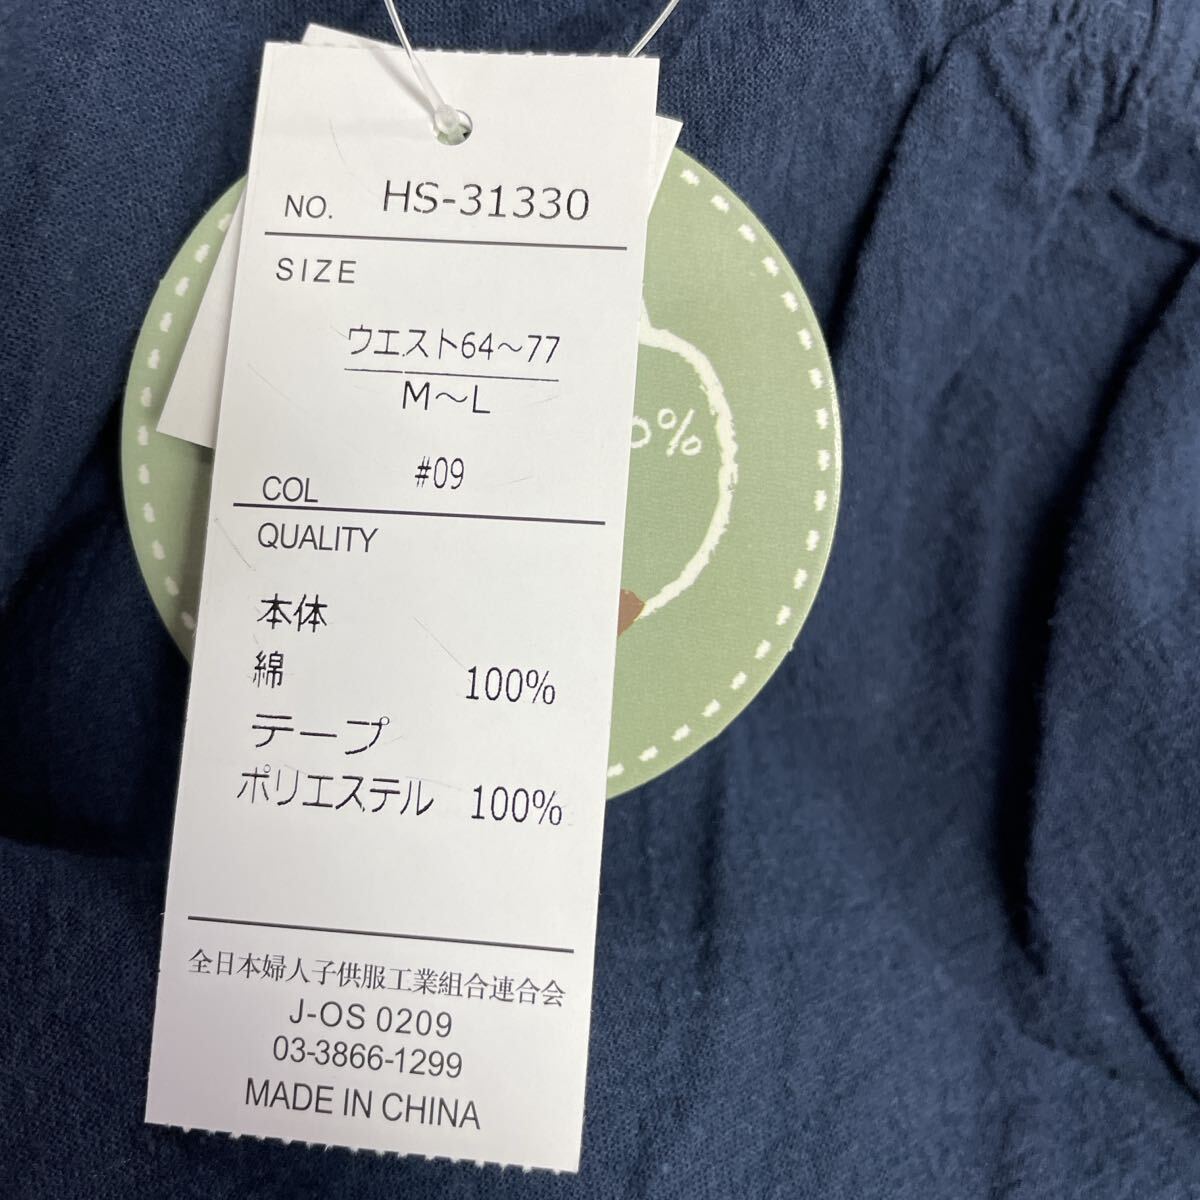 NO. HS-31330
SIZE
ウエスト64〜77
M〜L
COL #09
QUALITY
本体
綿 100%
テープ
ポリエステル 100%
全日本婦人子供服工業組合連合会
J-OS 0209
03-3866-1299
MADE IN CHINA